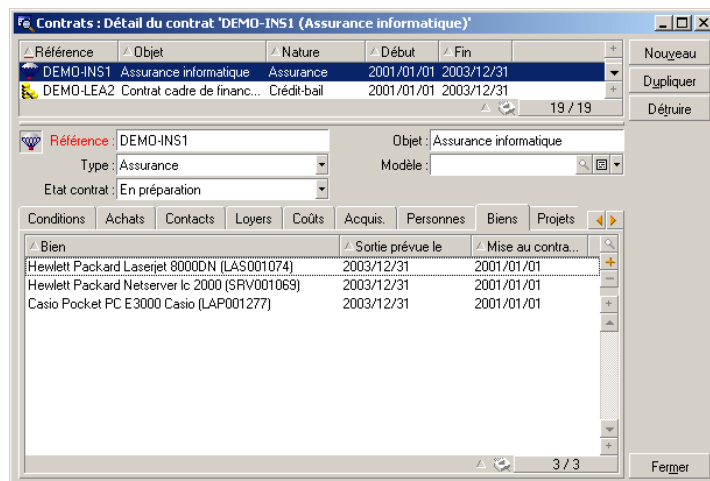 Contrats : Détail du contrat 'DEMO-INS1 (Assurance informatique)'
Référence Objet Nature Début Fin
DEMO-INS1 Assurance informatique Assurance 2001/01/01 2003/12/31
DEMO-LEA2 Contrat cadre de financ... Crédit-bail 2001/01/01 2003/12/31
19 / 19
Nouveau
Dupliquer
Détruire
Référence : DEMO-INS1 Objet : Assurance informatique
Type : Assurance Modèle :
Etat contrat : En préparation
Conditions Achats Contacts Loyers Coûts Acquis. Personnes Biens Projets
Bien Sortie prévue le Mise au contra...
Hewlett Packard Laserjet 8000DN (LAS001074) 2003/12/31 2001/01/01
Hewlett Packard Netserver lc 2000 (SRV001069) 2003/12/31 2001/01/01
Casio Pocket PC E3000 Casio (LAP001277) 2003/12/31 2001/01/01
3 / 3
Fermer